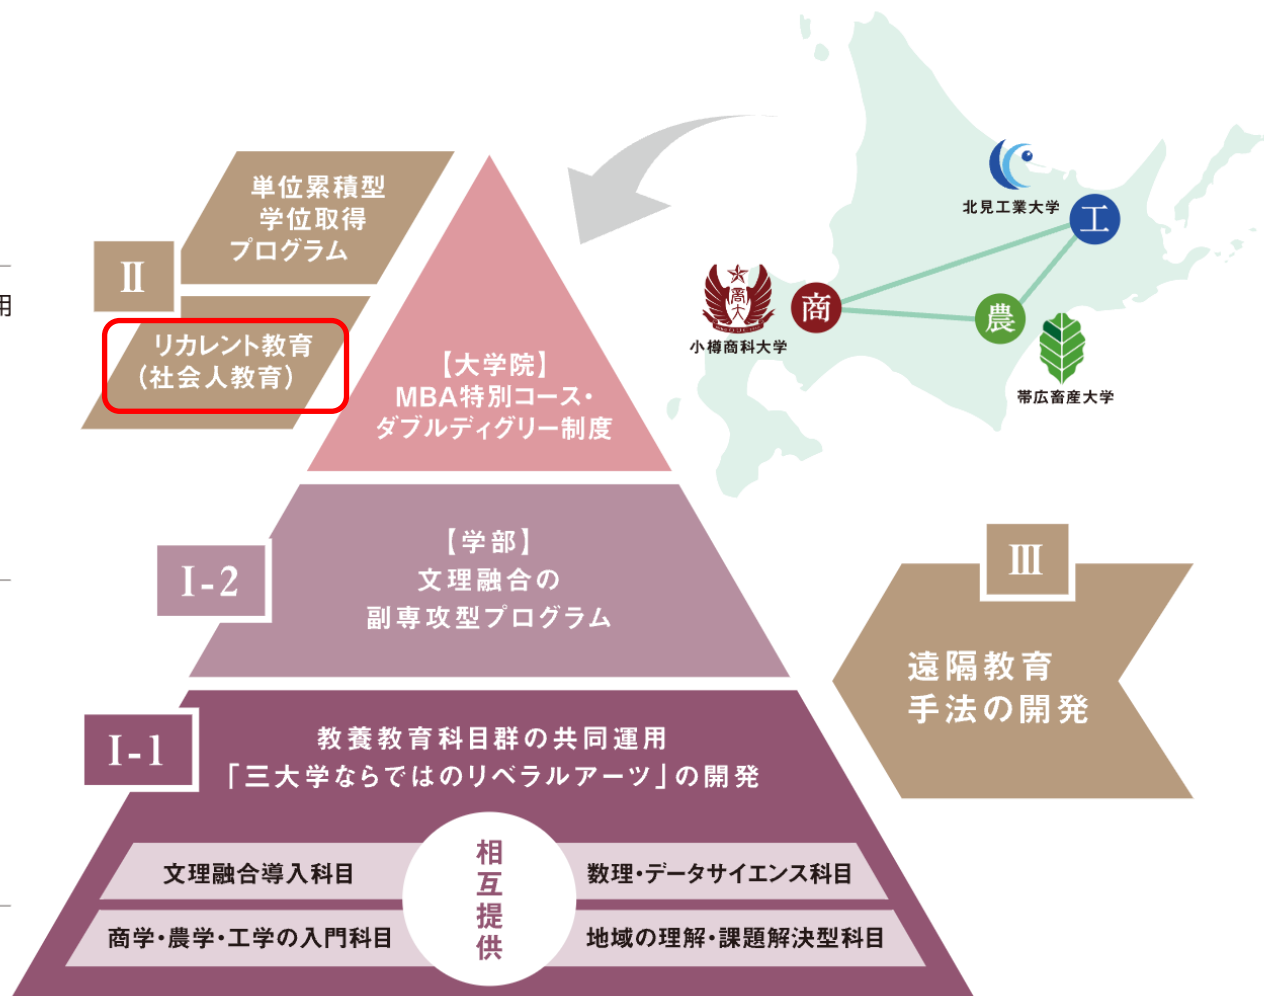 単位累積型
学位取得
プログラム
II
リカレント教育
（社会人教育）
用
【大学院】
MBA特別コース・
ダブルディグリー制度
北見工業大学
工
商
小樽商科大学
農
帯広畜産大学
I-2
【学部】
文理融合の
副専攻型プログラム
III
遠隔教育
手法の開発
I-1
教養教育科目群の共同運用
「三大学ならではのリベラルアーツ」の開発
相互提供
文理融合導入科目
数理・データサイエンス科目
商学・農学・工学の入門科目
地域の理解・課題解決型科目